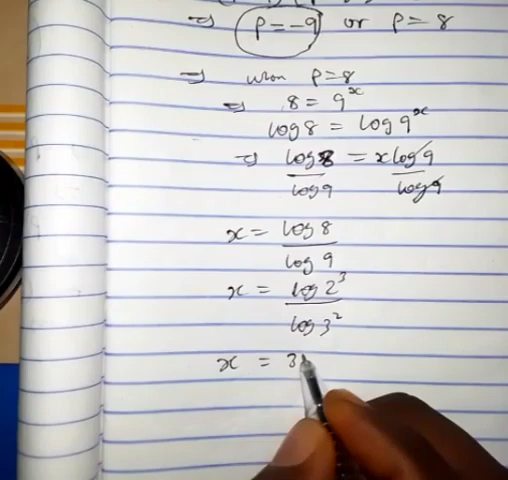 ⇒ P = -9 or P = 8
⇒ when P = 8
⇒ 8 = 9^x
log 8 = log 9^x
⇒ log 8 / log 9 = x log 9 / log 9
x = log 8 / log 9
x = log 2^3 / log 3^2
x = 3